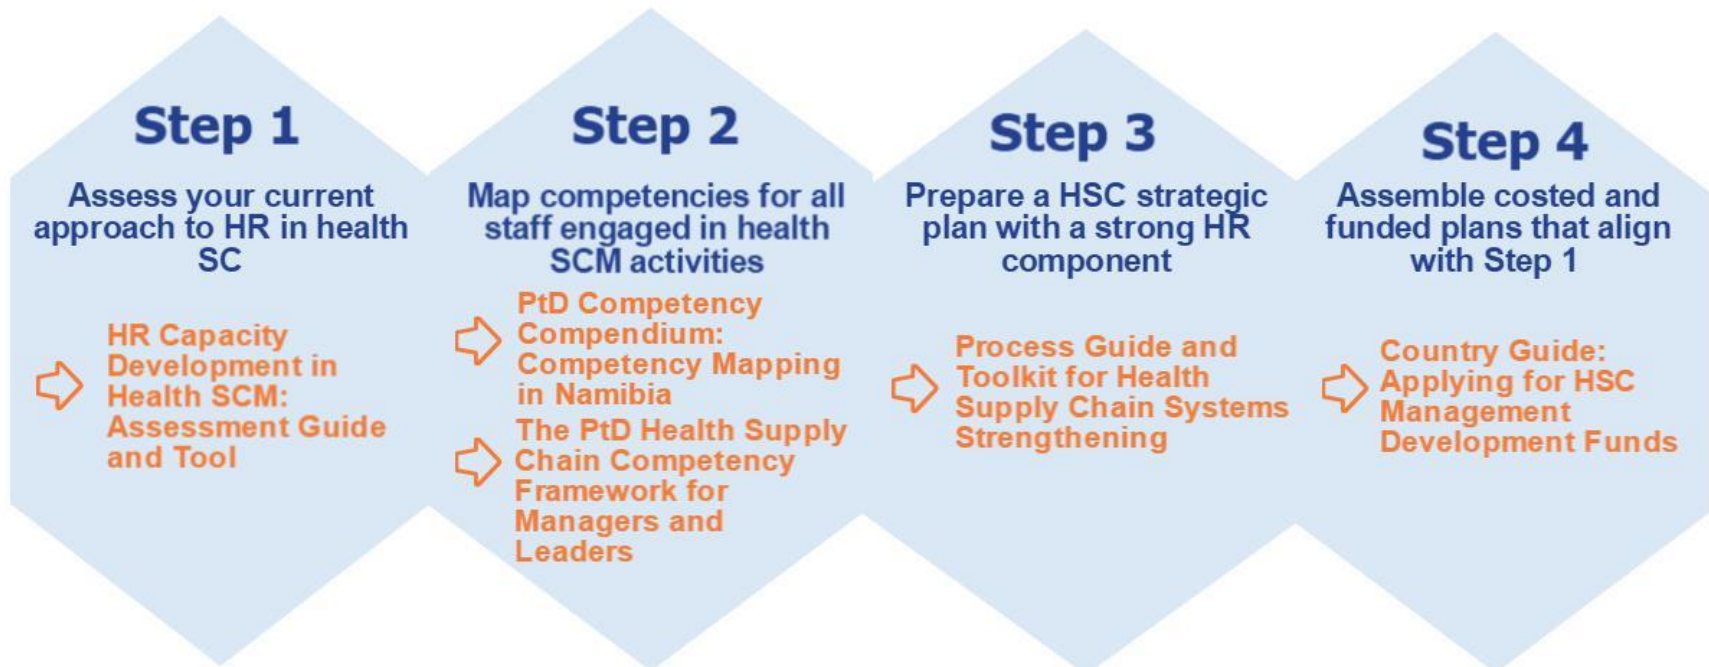 Step 1
Assess your current
approach to HR in health
SC
HR Capacity
Development in
Health SCM:
Assessment Guide
and Tool
Step 2
Map competencies for all
staff engaged in health
SCM activities
PtD Competency
Compendium:
Competency Mapping
in Namibia
The PtD Health Supply
Chain Competency
Framework for
Managers and
Leaders
Step 3
Prepare a HSC strategic
plan with a strong HR
component
Process Guide and
Toolkit for Health
Supply Chain Systems
Strengthening
Step 4
Assemble costed and
funded plans that align
with Step 1
Country Guide:
Applying for HSC
Management
Development Funds